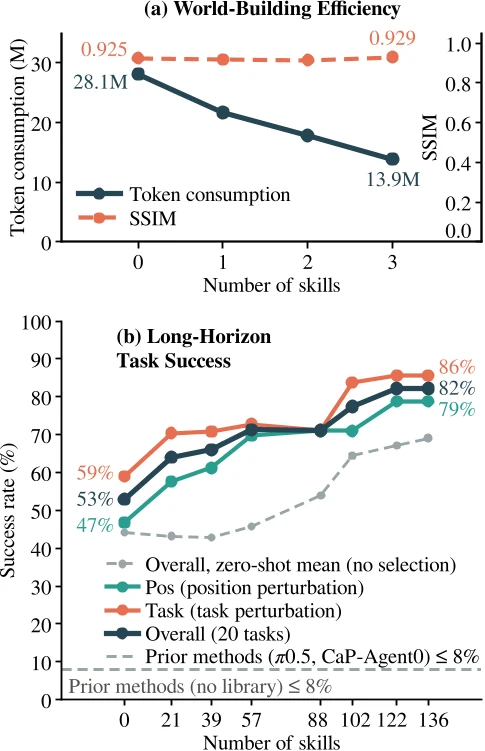 (a) World-Building Efficiency
Token consumption (M)
30
20
10
0
0.925
28.1M
0.929
13.9M
Token consumption
SSIM
SSIM
1.0
0.8
0.6
0.4
0.2
0.0
0 1 2 3
Number of skills
(b) Long-Horizon
Task Success
Success rate (%)
100
90
80
70
60
50
40
30
20
10
0
59%
53%
47%
86%
82%
79%
Overall, zero-shot mean (no selection)
Pos (position perturbation)
Task (task perturbation)
Overall (20 tasks)
Prior methods (π0.5, CaP-Agent0) ≤ 8%
Prior methods (no library) ≤ 8%
0 21 39 57 88 102 122 136
Number of skills